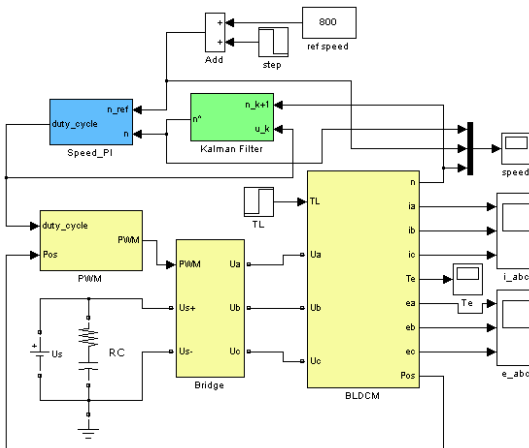 800
ref speed
+
+
Add
step
n_ref
duty_cycle
n
Speed_PI
n_k+1
n^
u_k
Kalman Filter
speed
n
TL
TL
ia
ib
ic
i_abc
duty_cycle
PWM
Pos
PWM
PWM
Ua
Ua
Te
Te
ea
+
Us
RC
Us+
Ub
Ub
eb
Us-
Uc
Uc
ec
e_abc
Pos
Bridge
BLDCM